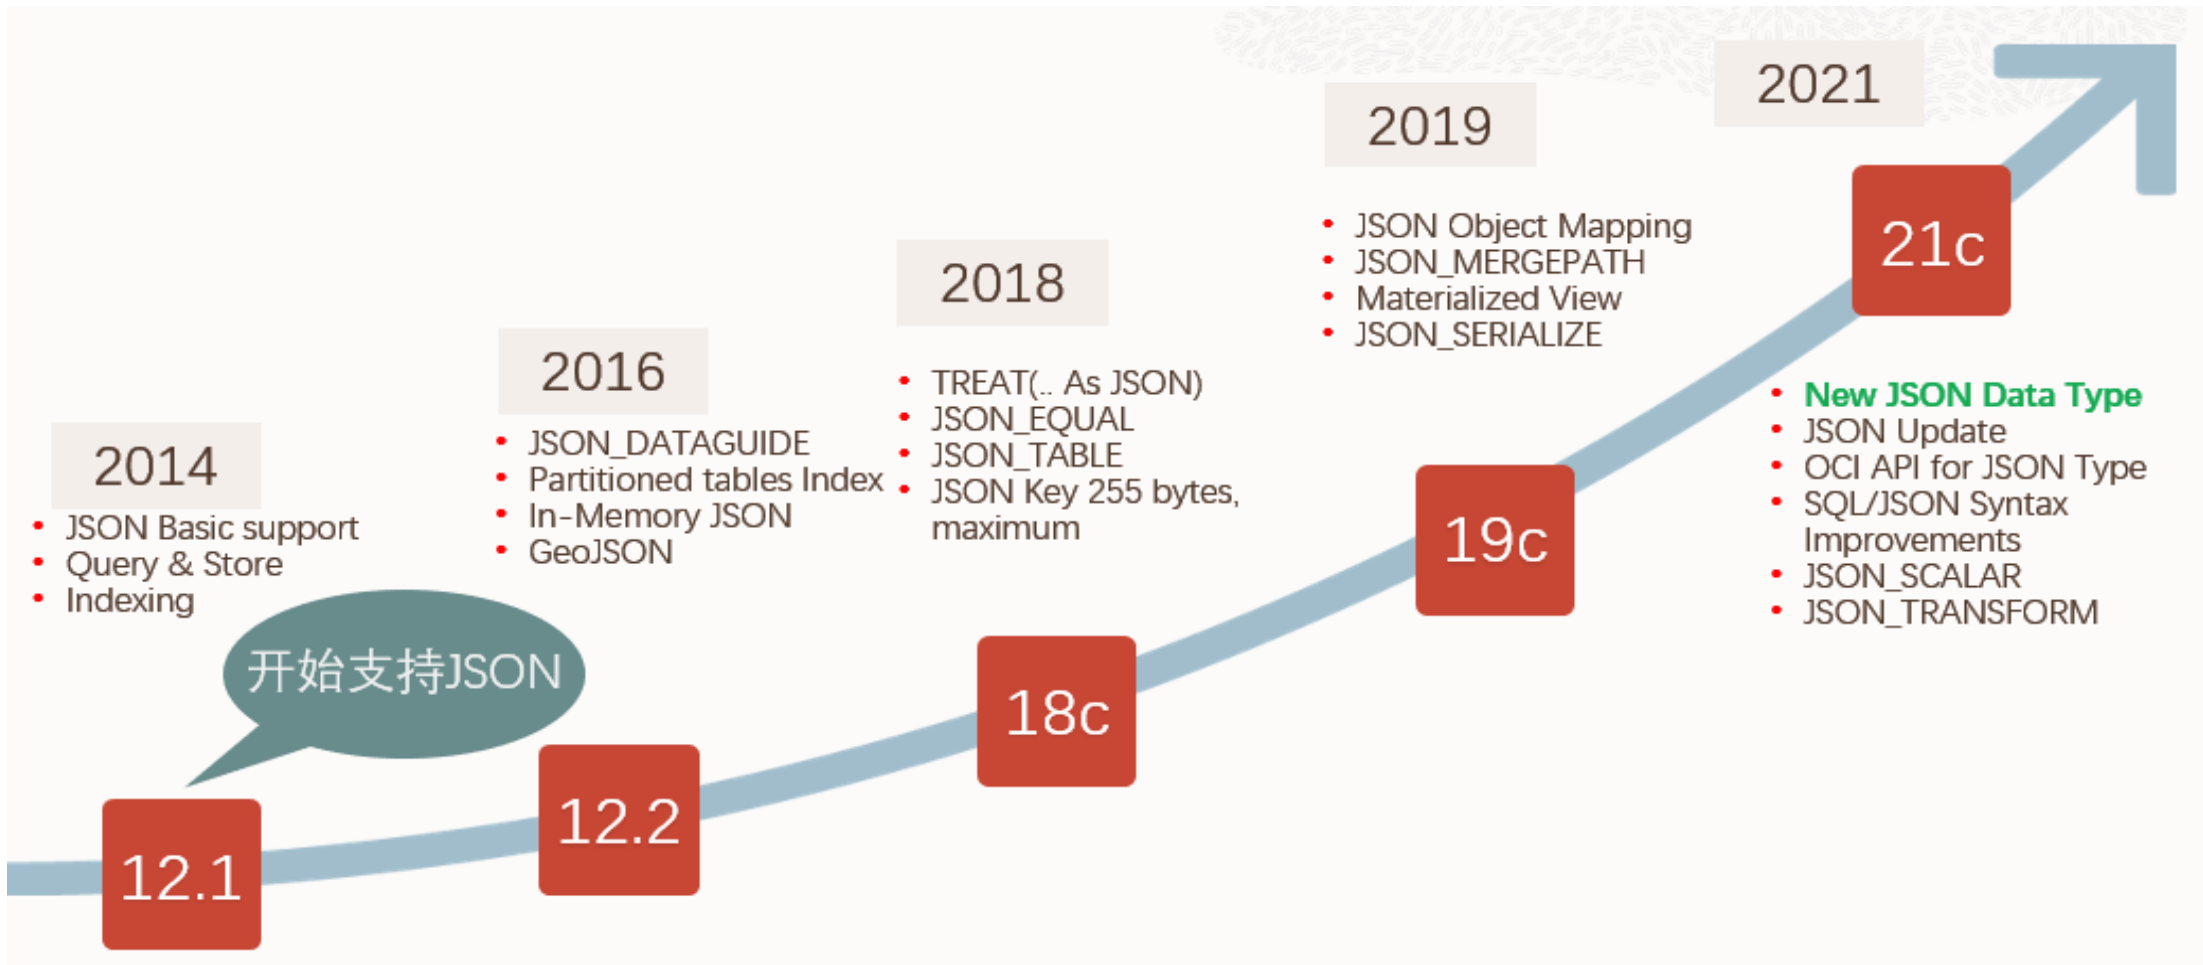 2014
• JSON Basic support
• Query & Store
• Indexing
开始支持JSON
12.1
2016
• JSON_DATAGUIDE
• Partitioned tables Index
• In-Memory JSON
• GeoJSON
12.2
2018
• TREAT(.. As JSON)
• JSON_EQUAL
• JSON_TABLE
• JSON Key 255 bytes,
maximum
18c
2019
• JSON Object Mapping
• JSON_MERGEPATH
• Materialized View
• JSON_SERIALIZE
19c
2021
21c
• New JSON Data Type
• JSON Update
• OCI API for JSON Type
• SQL/JSON Syntax
Improvements
• JSON_SCALAR
• JSON_TRANSFORM